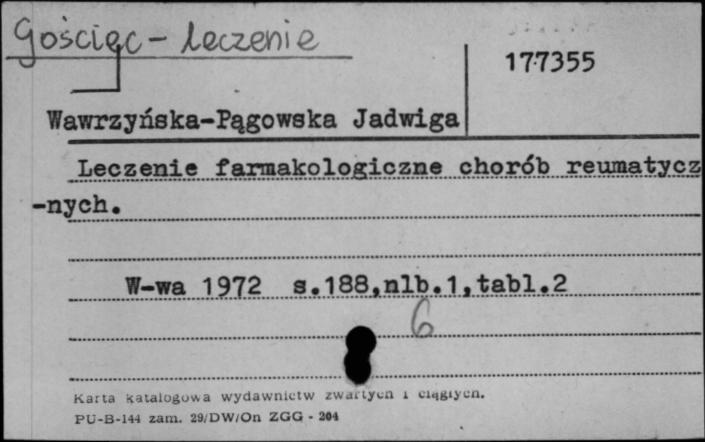 Gościec - leczenie
177355
Wawrzyńska-Pągowska Jadwiga
Leczenie farmakologiczne chorób reumatycz
-nych.
W-wa 1972 s.188,nlb.1,tabl.2
6
Karta katalogowa wydawnictw zwartych i ciągłych.
PU-B-144 zam. 29/DW/On ZGG - 204